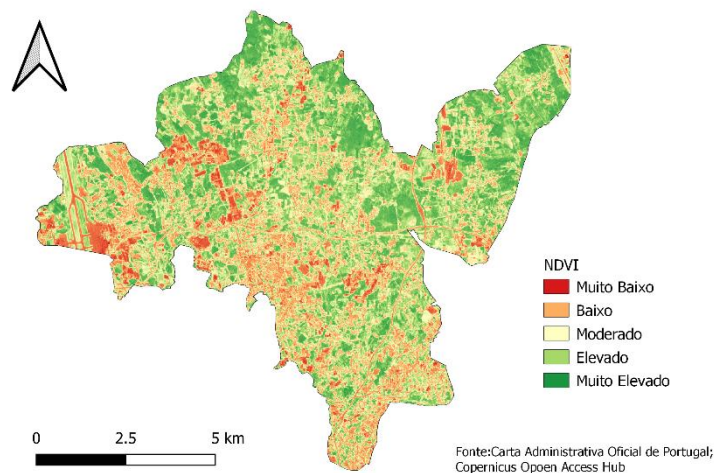 NDVI
Muito Baixo
Baixo
Moderado
Elevado
Muito Elevado
0 2.5 5 km
Fonte:Carta Administrativa Oficial de Portugal;
Copernicus Opoen Access Hub